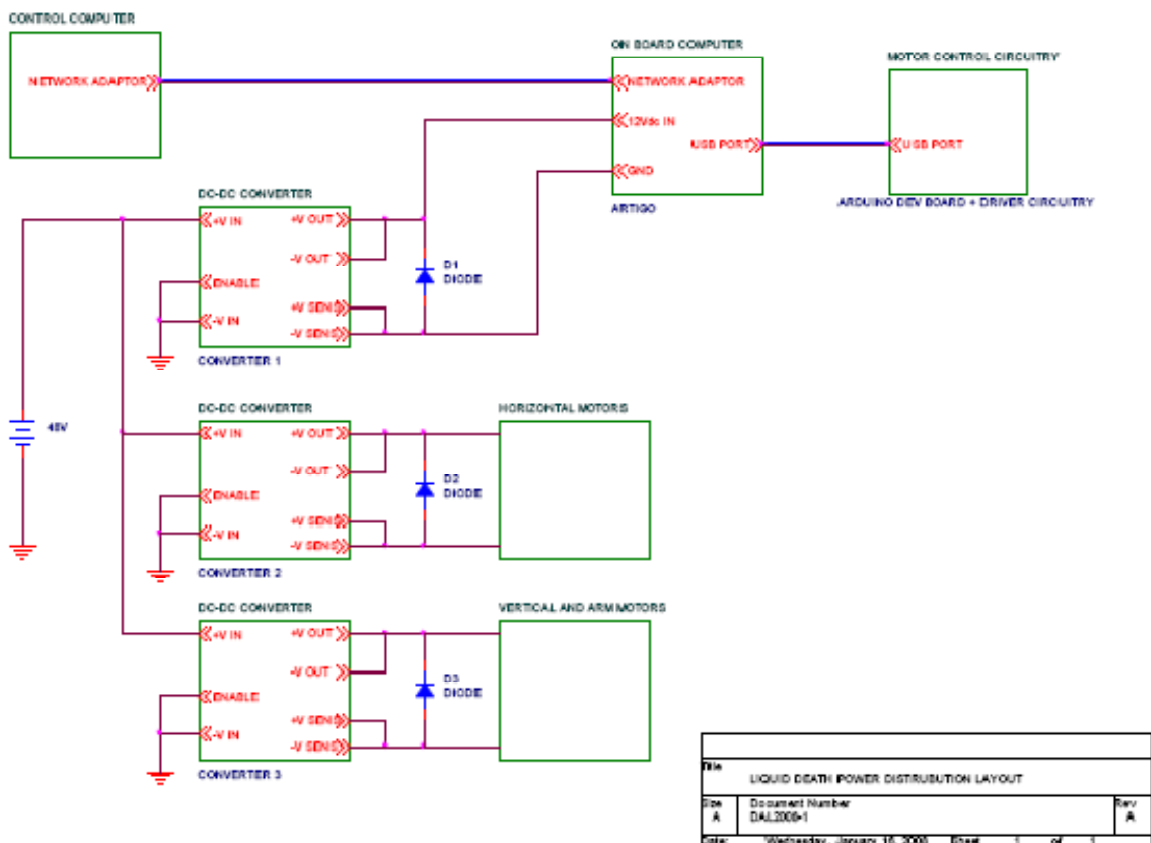 CONTROL COMPUTER
NETWORK ADAPTOR
ON BOARD COMPUTER
NETWORK ADAPTOR
12Vdc IN
USB PORT
GND
AIRTIGO
MOTOR CONTROL CIRCUITRY
USB PORT
ARDUINO DEV BOARD + DRIVER CIRCUITRY
DC-DC CONVERTER
+V IN
+V OUT
-V OUT
ENABLE
+V SENS
-V IN
-V SENS
CONVERTER 1
D1
DIODE
48V
DC-DC CONVERTER
+V IN
+V OUT
-V OUT
ENABLE
+V SENS
-V IN
-V SENS
CONVERTER 2
D2
DIODE
HORIZONTAL MOTORS
DC-DC CONVERTER
+V IN
+V OUT
-V OUT
ENABLE
+V SENS
-V IN
-V SENS
CONVERTER 3
D3
DIODE
VERTICAL AND ARM MOTORS
Title
LIQUID DEATH POWER DISTRUBUTION LAYOUT
Size
A
Document Number
DAL2008-1
Rev
A
Date: Wednesday, January 16, 2008 Sheet 1 of 1